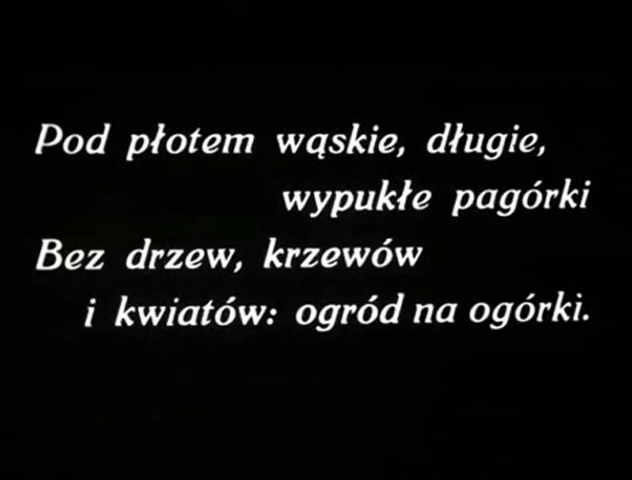 Pod płotem wąskie, długie,
wypukłe pagórki
Bez drzew, krzewów
i kwiatów: ogród na ogórki.